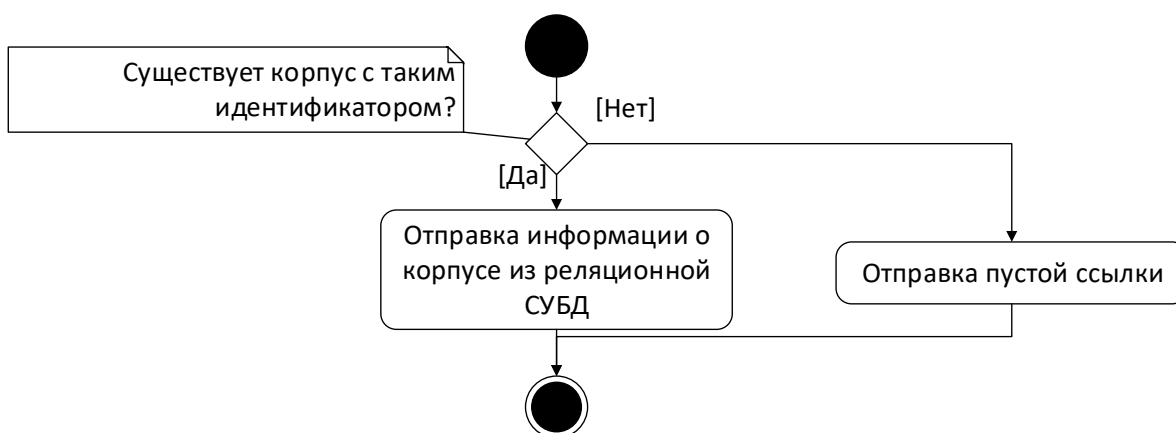 Существует корпус с таким
идентификатором?
[Нет]
[Да]
Отправка информации о
корпусе из реляционной
СУБД
Отправка пустой ссылки